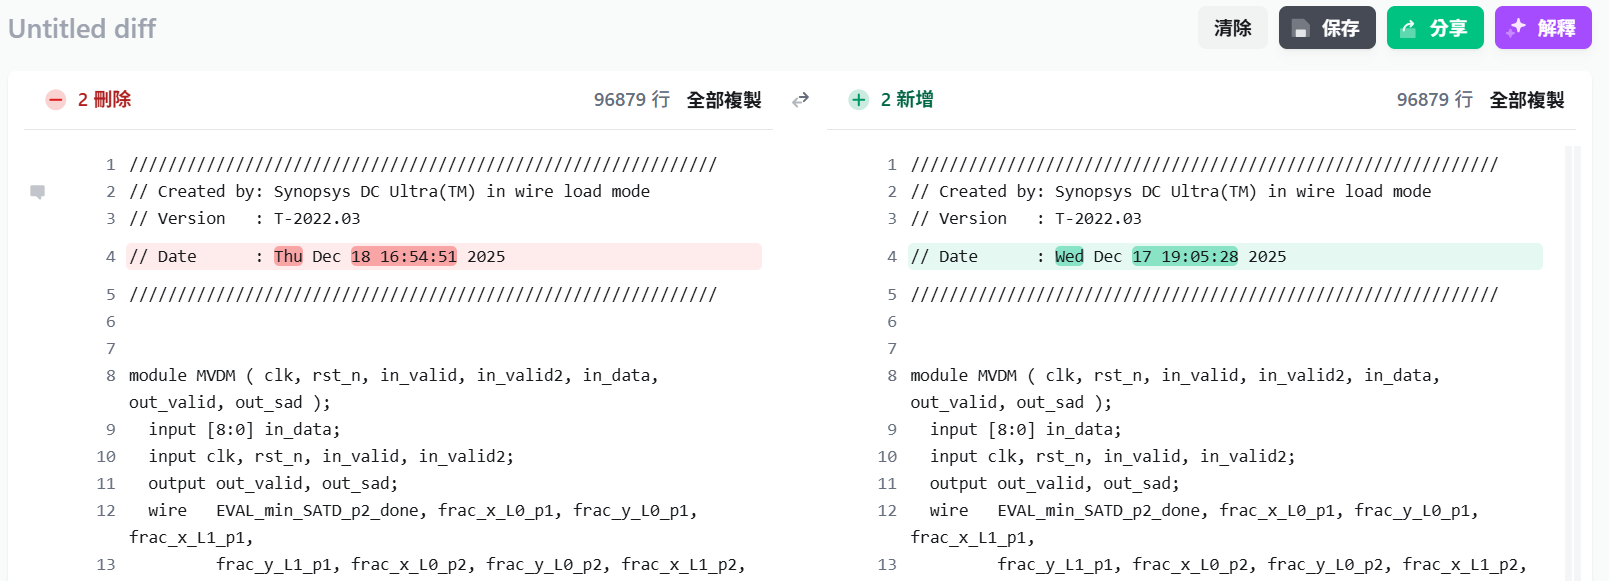 Untitled diff
清除
保存
分享
解釋
2 刪除
96879 行 全部複製
2 新增
96879 行 全部複製
1 /////////////////////////////////////////////////////////////
2 // Created by: Synopsys DC Ultra(TM) in wire load mode
3 // Version   : T-2022.03
4 // Date      : Thu Dec 18 16:54:51 2025
5 /////////////////////////////////////////////////////////////
6
7
8 module MVDM ( clk, rst_n, in_valid, in_valid2, in_data,
out_valid, out_sad );
9   input [8:0] in_data;
10   input clk, rst_n, in_valid, in_valid2;
11   output out_valid, out_sad;
12   wire   EVAL_min_SATD_p2_done, frac_x_L0_p1, frac_y_L0_p1,
frac_x_L1_p1,
13          frac_y_L1_p1, frac_x_L0_p2, frac_y_L0_p2, frac_x_L1_p2,
1 /////////////////////////////////////////////////////////////
2 // Created by: Synopsys DC Ultra(TM) in wire load mode
3 // Version   : T-2022.03
4 // Date      : Wed Dec 17 19:05:28 2025
5 /////////////////////////////////////////////////////////////
6
7
8 module MVDM ( clk, rst_n, in_valid, in_valid2, in_data,
out_valid, out_sad );
9   input [8:0] in_data;
10   input clk, rst_n, in_valid, in_valid2;
11   output out_valid, out_sad;
12   wire   EVAL_min_SATD_p2_done, frac_x_L0_p1, frac_y_L0_p1,
frac_x_L1_p1,
13          frac_y_L1_p1, frac_x_L0_p2, frac_y_L0_p2, frac_x_L1_p2,